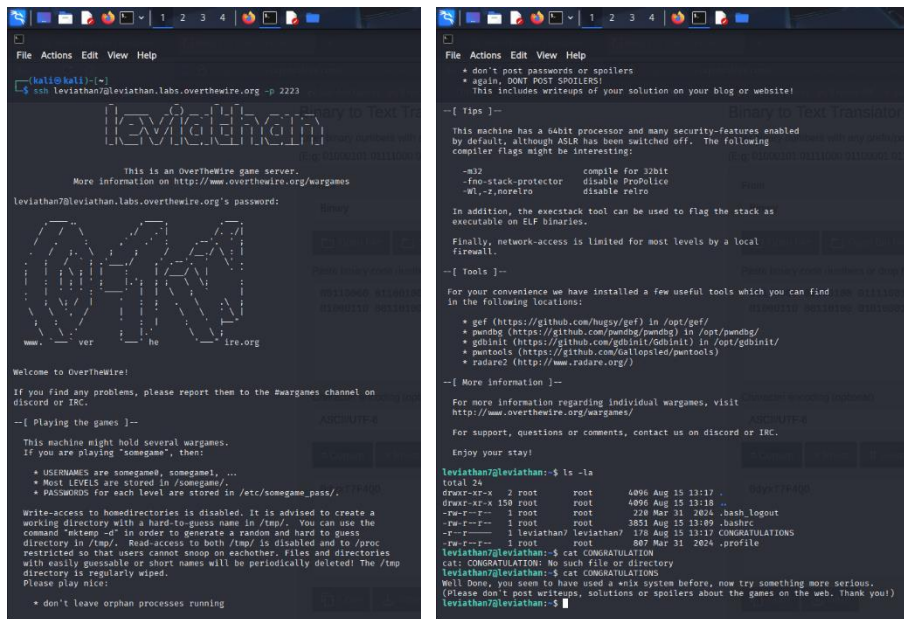 1 2 3 4
File Actions Edit View Help
(kali㉿kali)-[~]
$ ssh leviathan7@leviathan.labs.overthewire.org -p 2223
leviathan
This is an OverTheWire game server.
More information on http://www.overthewire.org/wargames
leviathan7@leviathan.labs.overthewire.org's password:
www. ver he ire.org
Welcome to OverTheWire!
If you find any problems, please report them to the #wargames channel on
discord or IRC.
--[ Playing the games ]--
This machine might hold several wargames.
If you are playing "somegame", then:
* USERNAMES are somegame0, somegame1, ...
* Most LEVELS are stored in /somegame/.
* PASSWORDS for each level are stored in /etc/somegame_pass/.
Write-access to homedirectories is disabled. It is advised to create a
working directory with a hard-to-guess name in /tmp/. You can use the
command "mktemp -d" in order to generate a random and hard to guess
directory in /tmp/. Read-access to both /tmp/ is disabled and to /proc
restricted so that users cannot snoop on eachother. Files and directories
with easily guessable or short names will be periodically deleted! The /tmp
directory is regularly wiped.
Please play nice:
* don't leave orphan processes running
1 2 3 4
File Actions Edit View Help
* don't post passwords or spoilers
* again, DONT POST SPOILERS!
This includes writeups of your solution on your blog or website!
--[ Tips ]--
This machine has a 64bit processor and many security-features enabled
by default, although ASLR has been switched off. The following
compiler flags might be interesting:
-m32 compile for 32bit
-fno-stack-protector disable ProPolice
-Wl,-z,norelro disable relro
In addition, the execstack tool can be used to flag the stack as
executable on ELF binaries.
Finally, network-access is limited for most levels by a local
firewall.
--[ Tools ]--
For your convenience we have installed a few useful tools which you can find
in the following locations:
* gef (https://github.com/hugsy/gef) in /opt/gef/
* pwndbg (https://github.com/pwndbg/pwndbg) in /opt/pwndbg/
* gdbinit (https://github.com/gdbinit/Gdbinit) in /opt/gdbinit/
* pwntools (https://github.com/Gallopsled/pwntools)
* radare2 (http://www.radare.org/)
--[ More information ]--
For more information regarding individual wargames, visit
http://www.overthewire.org/wargames/
For support, questions or comments, contact us on discord or IRC.
Enjoy your stay!
leviathan7@leviathan:~$ ls -la
total 24
drwxr-xr-x 2 root root 4096 Aug 15 13:17 .
drwxr-xr-x 150 root root 4096 Aug 15 13:18 ..
-rw-r--r-- 1 root root 220 Mar 31 2024 .bash_logout
-rw-r--r-- 1 root root 3851 Aug 15 13:09 .bashrc
-r--r----- 1 leviathan7 leviathan7 178 Aug 15 13:17 CONGRATULATIONS
-rw-r--r-- 1 root root 807 Mar 31 2024 .profile
leviathan7@leviathan:~$ cat CONGRATULATION
cat: CONGRATULATION: No such file or directory
leviathan7@leviathan:~$ cat CONGRATULATIONS
Well Done, you seem to have used a *nix system before, now try something more serious.
(Please don't post writeups, solutions or spoilers about the games on the web. Thank you!)
leviathan7@leviathan:~$